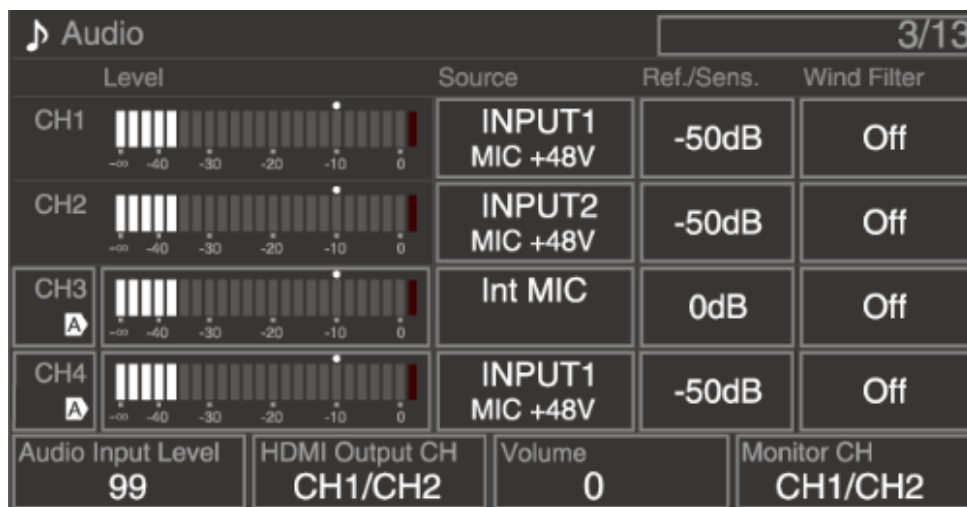 Audio 3/13
Level Source Ref./Sens. Wind Filter
CH1 INPUT1 MIC +48V -50dB Off
-∞ -40 -30 -20 -10 0
CH2 INPUT2 MIC +48V -50dB Off
-∞ -40 -30 -20 -10 0
CH3 A Int MIC 0dB Off
-∞ -40 -30 -20 -10 0
CH4 A INPUT1 MIC +48V -50dB Off
-∞ -40 -30 -20 -10 0
Audio Input Level HDMI Output CH Volume Monitor CH
99 CH1/CH2 0 CH1/CH2